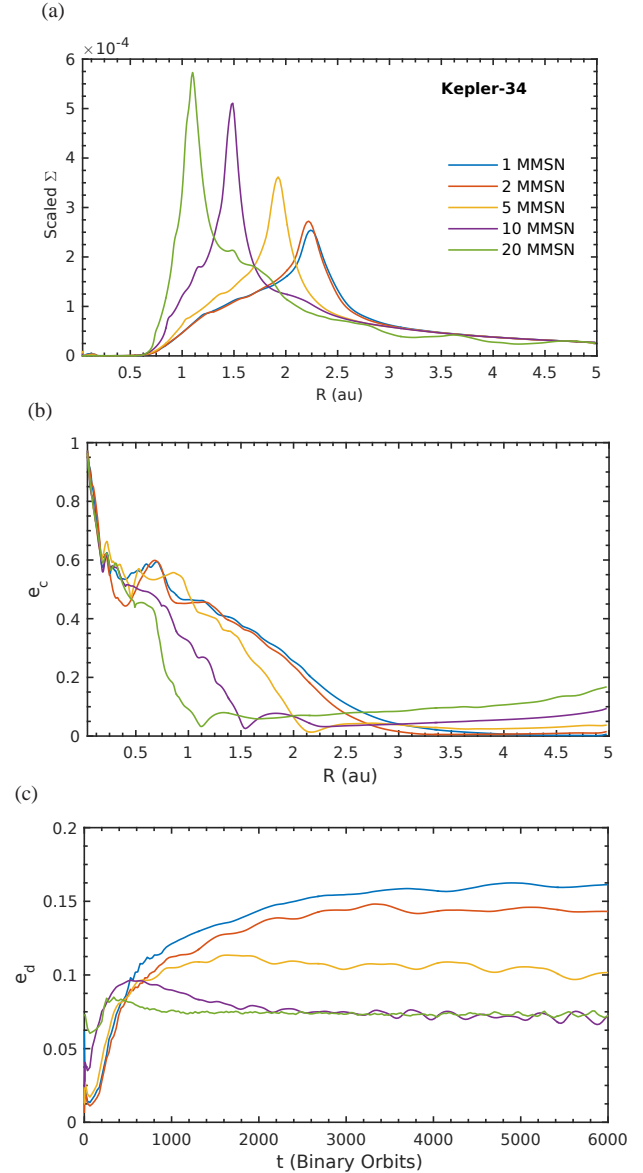 (a)
×10⁻⁴
6
5
4
3
2
1
0
Scaled Σ
Kepler-34
1 MMSN
2 MMSN
5 MMSN
10 MMSN
20 MMSN
0.5 1 1.5 2 2.5 3 3.5 4 4.5 5
R (au)
(b)
1
0.8
0.6
0.4
0.2
0
e_c
0.5 1 1.5 2 2.5 3 3.5 4 4.5 5
R (au)
(c)
0.2
0.15
0.1
0.05
0
e_d
0 1000 2000 3000 4000 5000 6000
t (Binary Orbits)